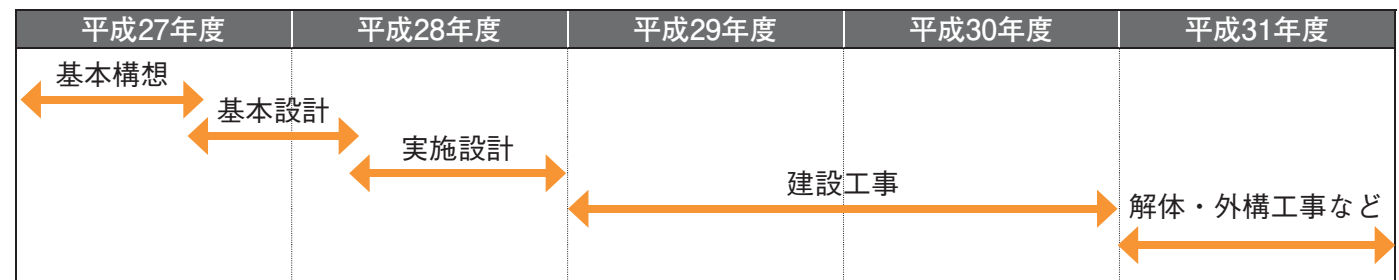 平成27年度 平成28年度 平成29年度 平成30年度 平成31年度
基本構想
基本設計
実施設計
建設工事
解体・外構工事など